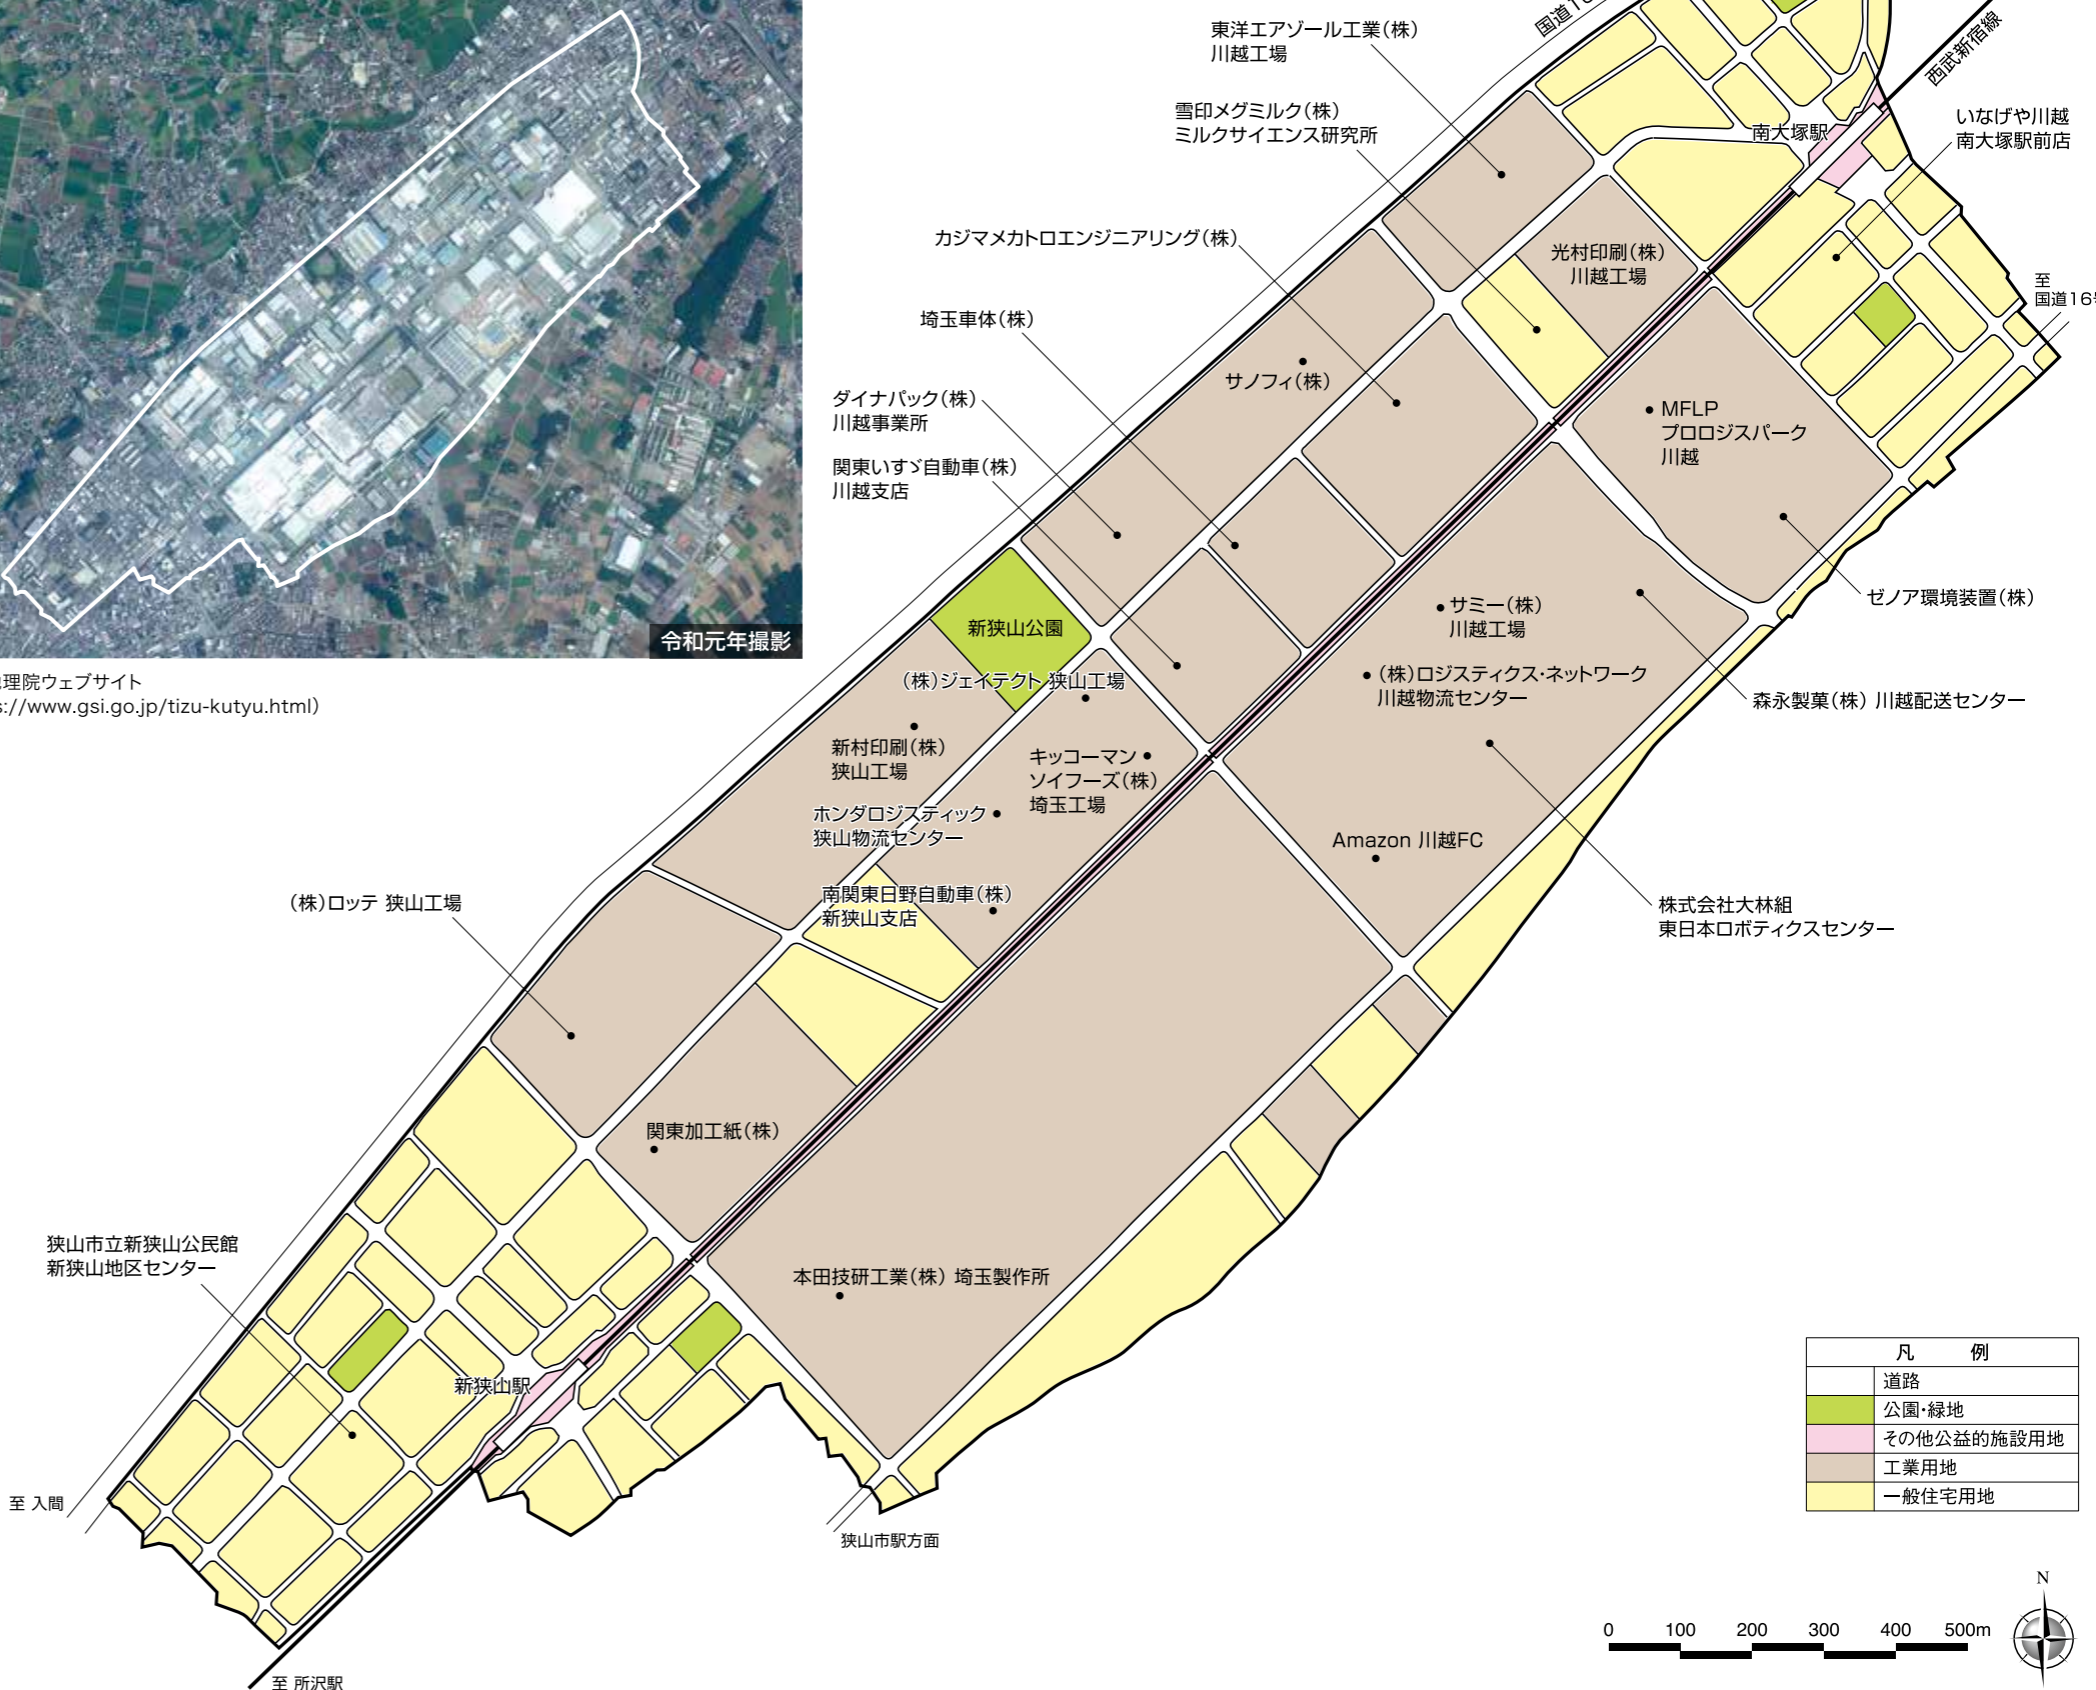 東洋エアゾール工業（株）
川越工場
国道
西武新宿線
雪印メグミルク（株）
ミルクサイエンス研究所
南大塚駅
いなげや川越
南大塚駅前店
カジマメカトロエンジニアリング（株）
光村印刷（株）
川越工場
至
国道16号
埼玉車体（株）
サノフィ（株）
ダイナパック（株）
川越事業所
MFLP
プロロジスパーク
川越
関東いすゞ自動車（株）
川越支店
ゼノア環境装置（株）
サミー（株）
川越工場
新狭山公園
令和元年撮影
理院ウェブサイト
s://www.gsi.go.jp/tizu-kutyu.html）
（株）ジェイテクト 狭山工場
（株）ロジスティクス・ネットワーク
川越物流センター
森永製菓（株） 川越配送センター
新村印刷（株）
狭山工場
キッコーマン
ソイフーズ（株）
埼玉工場
ホンダロジスティック
狭山物流センター
Amazon 川越FC
（株）ロッテ 狭山工場
南関東日野自動車（株）
新狭山支店
株式会社大林組
東日本ロボティクスセンター
関東加工紙（株）
狭山市立新狭山公民館
新狭山地区センター
本田技研工業（株） 埼玉製作所
新狭山駅
至 入間
狭山市駅方面
至 所沢駅
凡 例
道路
公園・緑地
その他公益的施設用地
工業用地
一般住宅用地
N
0 100 200 300 400 500m